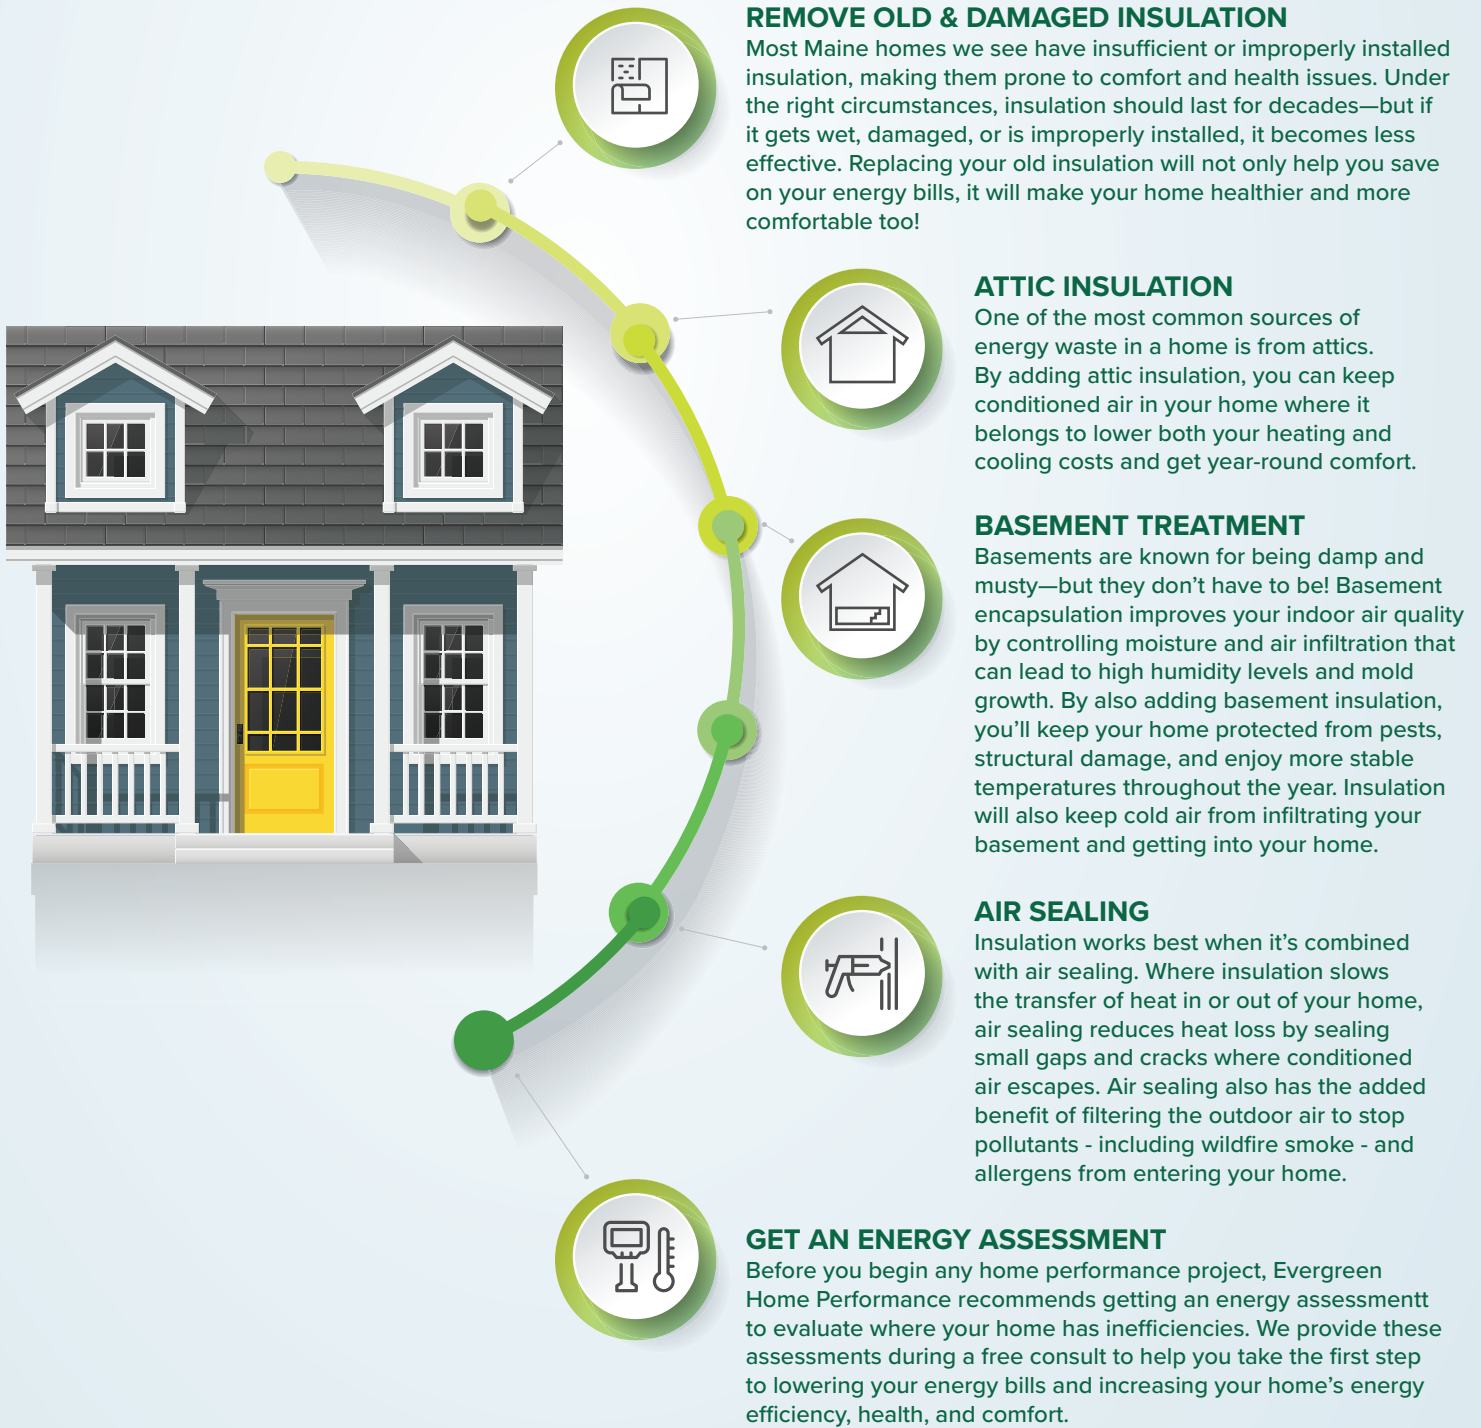 REMOVE OLD & DAMAGED INSULATION
Most Maine homes we see have insufficient or improperly installed
insulation, making them prone to comfort and health issues. Under
the right circumstances, insulation should last for decades—but if
it gets wet, damaged, or is improperly installed, it becomes less
effective. Replacing your old insulation will not only help you save
on your energy bills, it will make your home healthier and more
comfortable too!
ATTIC INSULATION
One of the most common sources of
energy waste in a home is from attics.
By adding attic insulation, you can keep
conditioned air in your home where it
belongs to lower both your heating and
cooling costs and get year-round comfort.
BASEMENT TREATMENT
Basements are known for being damp and
musty—but they don’t have to be! Basement
encapsulation improves your indoor air quality
by controlling moisture and air infiltration that
can lead to high humidity levels and mold
growth. By also adding basement insulation,
you’ll keep your home protected from pests,
structural damage, and enjoy more stable
temperatures throughout the year. Insulation
will also keep cold air from infiltrating your
basement and getting into your home.
AIR SEALING
Insulation works best when it’s combined
with air sealing. Where insulation slows
the transfer of heat in or out of your home,
air sealing reduces heat loss by sealing
small gaps and cracks where conditioned
air escapes. Air sealing also has the added
benefit of filtering the outdoor air to stop
pollutants - including wildfire smoke - and
allergens from entering your home.
GET AN ENERGY ASSESSMENT
Before you begin any home performance project, Evergreen
Home Performance recommends getting an energy assessmentt
to evaluate where your home has inefficiencies. We provide these
assessments during a free consult to help you take the first step
to lowering your energy bills and increasing your home’s energy
efficiency, health, and comfort.